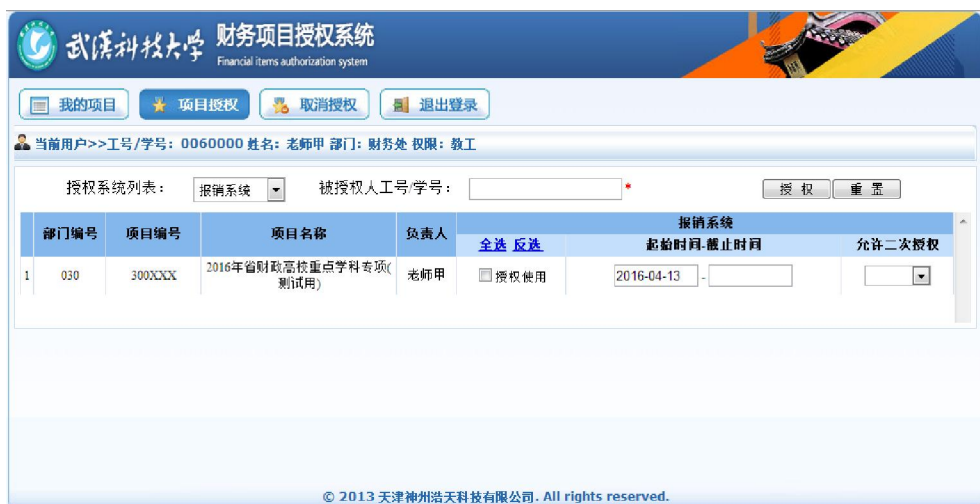 武汉科技大学 财务项目授权系统
Financial items authorization system
我的项目 项目授权 取消授权 退出登录
当前用户>>工号/学号: 0060000 姓名: 老师甲 部门: 财务处 权限: 教工
授权系统列表: 报销系统 被授权人工号/学号: * 授 权 重 置
部门编号 项目编号 项目名称 负责人 报销系统
全选 反选 起始时间-截止时间 允许二次授权
1 030 300XXX 2016年省财政高校重点学科专项(
测试用) 老师甲 授权使用 2016-04-13 -
© 2013 天津神州浩天科技有限公司. All rights reserved.